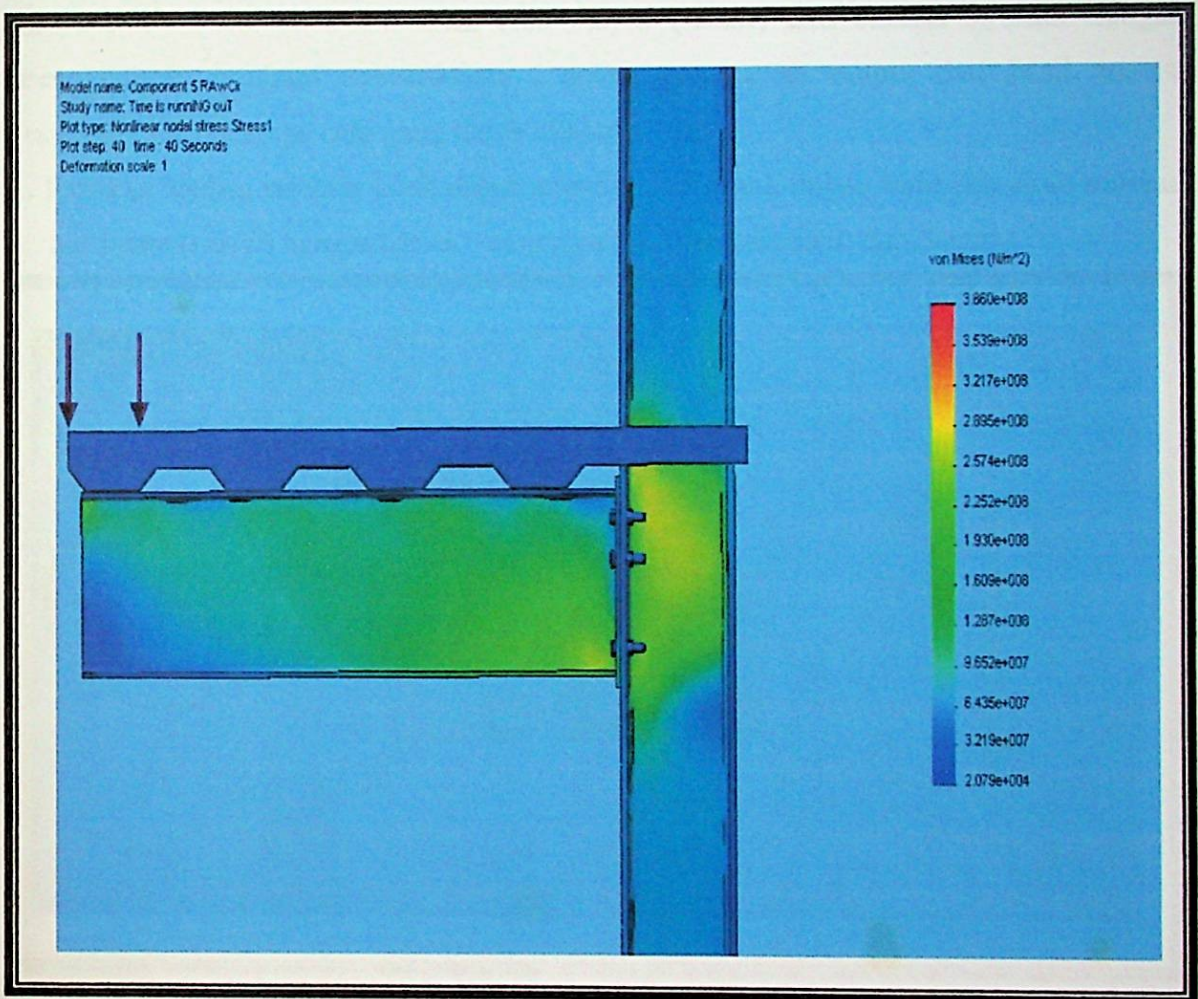 Model name: Component 5 RAwCk
Study name: Time is runniNG ouT
Plot type: Nonlinear nodal stress Stress1
Plot step: 40 time : 40 Seconds
Deformation scale: 1
von Mises (N/m^2)
3.860e+008
3.539e+008
3.217e+008
2.895e+008
2.574e+008
2.252e+008
1.930e+008
1.609e+008
1.287e+008
9.652e+007
6.435e+007
3.219e+007
2.079e+004